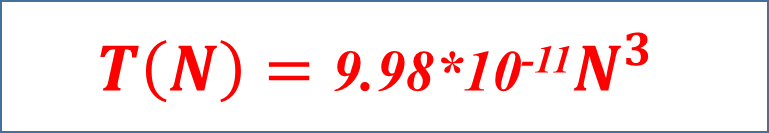 T(N) = 9.98*10⁻¹¹N³